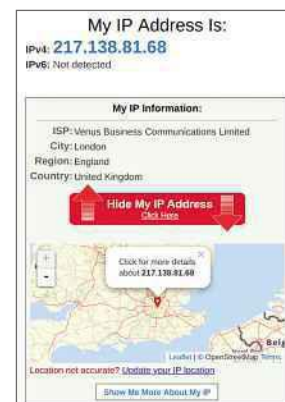 My IP Address Is:
IPv4: 217.138.81.68
IPv6: Not detected
My IP Information:
ISP: Venus Business Communications Limited
City: London
Region: England
Country: United Kingdom
Hide My IP Address
Click Here
Click for more details
about 217.138.81.68
×
+
-
Belg
Leaflet | © OpenStreetMap Terms
Location not accurate? Update your IP location
Show Me More About My IP